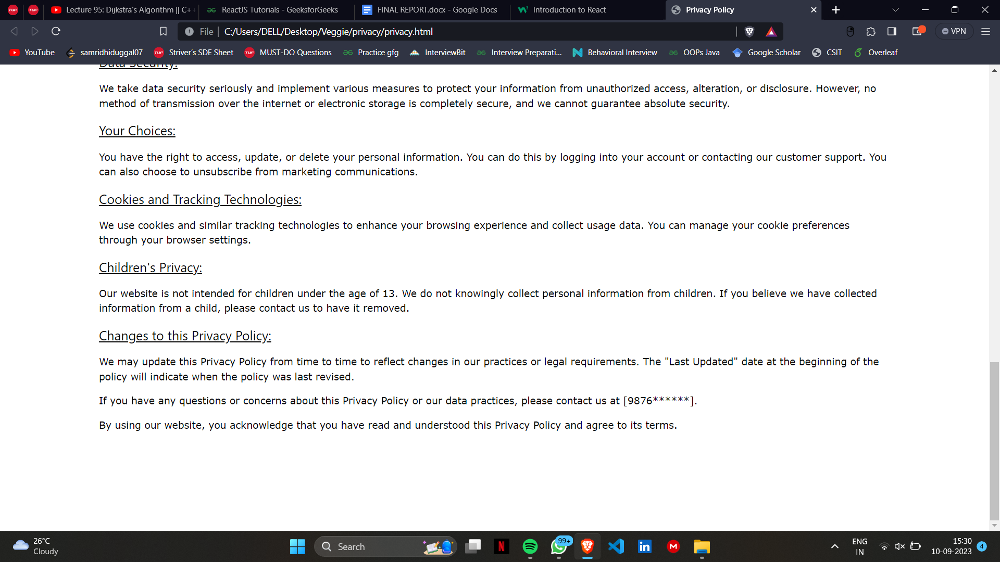 Lecture 95: Dijkstra's Algorithm || C+
ReactJS Tutorials - GeeksforGeeks
FINAL REPORT.docx - Google Docs
Introduction to React
Privacy Policy
File C:/Users/DELL/Desktop/Veggie/privacy/privacy.html
VPN
YouTube
samridhiduggal07
TUF Striver's SDE Sheet
TUF MUST-DO Questions
Practice gfg
InterviewBit
Interview Preparati...
Behavioral Interview
OOPs Java
Google Scholar
CSIT
Overleaf
Data Security:
We take data security seriously and implement various measures to protect your information from unauthorized access, alteration, or disclosure. However, no
method of transmission over the internet or electronic storage is completely secure, and we cannot guarantee absolute security.
Your Choices:
You have the right to access, update, or delete your personal information. You can do this by logging into your account or contacting our customer support. You
can also choose to unsubscribe from marketing communications.
Cookies and Tracking Technologies:
We use cookies and similar tracking technologies to enhance your browsing experience and collect usage data. You can manage your cookie preferences
through your browser settings.
Children's Privacy:
Our website is not intended for children under the age of 13. We do not knowingly collect personal information from children. If you believe we have collected
information from a child, please contact us to have it removed.
Changes to this Privacy Policy:
We may update this Privacy Policy from time to time to reflect changes in our practices or legal requirements. The "Last Updated" date at the beginning of the
policy will indicate when the policy was last revised.
If you have any questions or concerns about this Privacy Policy or our data practices, please contact us at [9876******].
By using our website, you acknowledge that you have read and understood this Privacy Policy and agree to its terms.
26°C
Cloudy
Search
99+
ENG
IN
15:30
10-09-2023
4